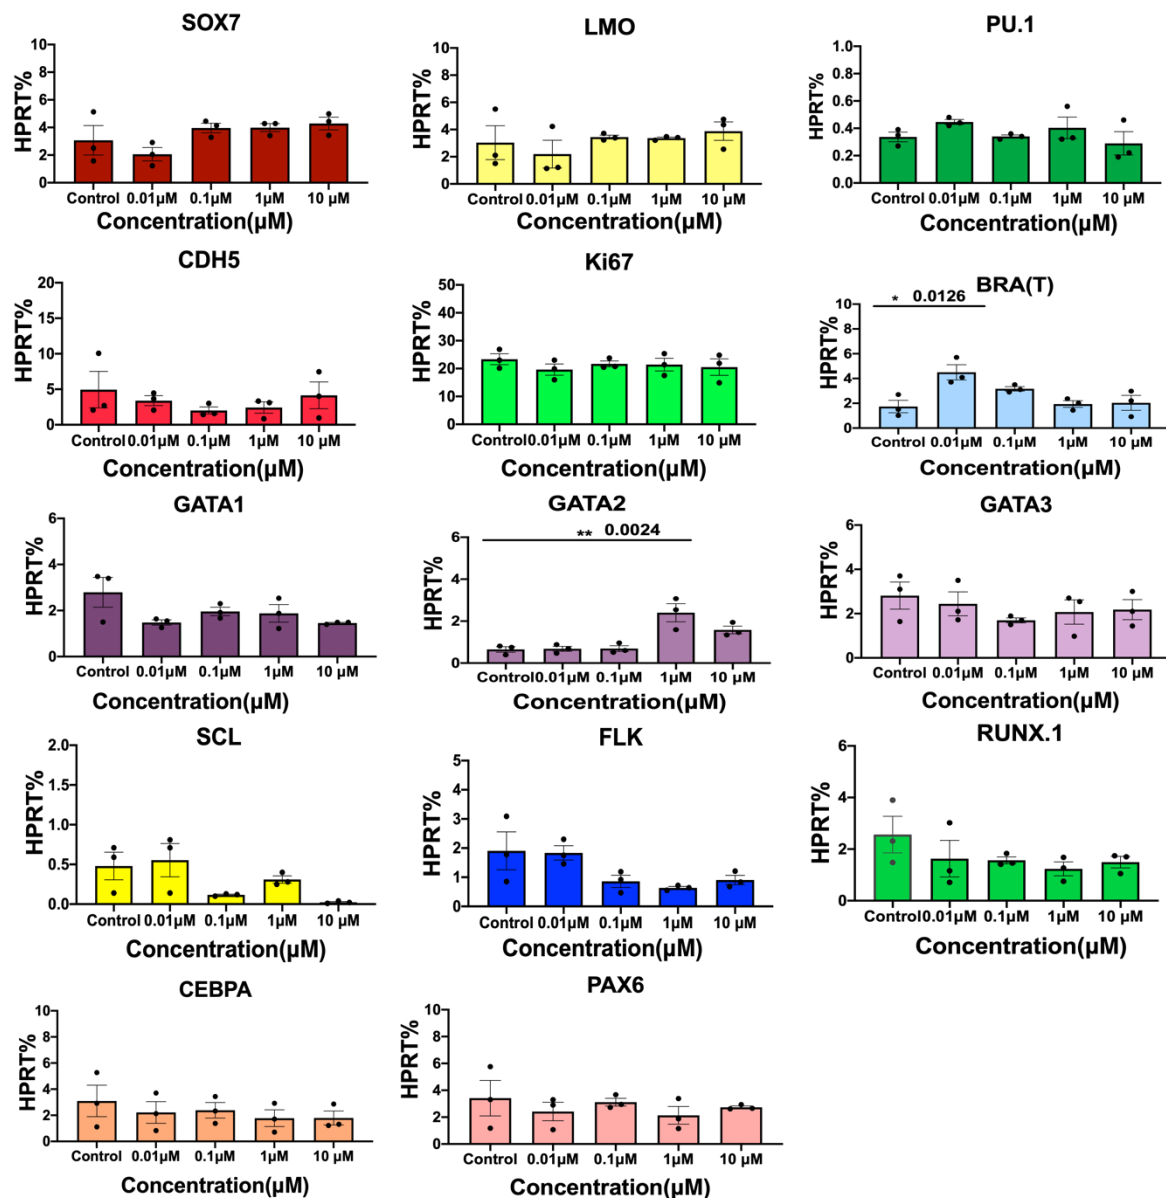 SOX7
HPRT%
10
8
6
4
2
0
Control 0.01µM 0.1µM 1µM 10 µM
Concentration(µM)
LMO
HPRT%
10
8
6
4
2
0
Control 0.01µM 0.1µM 1µM 10 µM
Concentration(µM)
PU.1
HPRT%
1.0
0.8
0.6
0.4
0.2
0.0
Control 0.01µM 0.1µM 1µM 10 µM
Concentration(µM)
CDH5
HPRT%
20
15
10
5
0
Control 0.01µM 0.1µM 1µM 10 µM
Concentration(µM)
Ki67
HPRT%
50
40
30
20
10
0
Control 0.01µM 0.1µM 1µM 10 µM
Concentration(µM)
BRA(T)
* 0.0126
HPRT%
10
8
6
4
2
0
Control 0.01µM 0.1µM 1µM 10 µM
Concentration(µM)
GATA1
HPRT%
6
4
2
0
Control 0.01µM 0.1µM 1µM 10 µM
Concentration(µM)
GATA2
** 0.0024
HPRT%
6
4
2
0
Control 0.01µM 0.1µM 1µM 10 µM
Concentration(µM)
GATA3
HPRT%
6
4
2
0
Control 0.01µM 0.1µM 1µM 10 µM
Concentration(µM)
SCL
HPRT%
2.0
1.5
1.0
0.5
0.0
Control 0.01µM 0.1µM 1µM 10 µM
Concentration(µM)
FLK
HPRT%
5
4
3
2
1
0
Control 0.01µM 0.1µM 1µM 10 µM
Concentration(µM)
RUNX.1
HPRT%
6
4
2
0
Control 0.01µM 0.1µM 1µM 10 µM
Concentration(µM)
CEBPA
HPRT%
10
8
6
4
2
0
Control 0.01µM 0.1µM 1µM 10 µM
Concentration(µM)
PAX6
HPRT%
10
8
6
4
2
0
Control 0.01µM 0.1µM 1µM 10 µM
Concentration(µM)